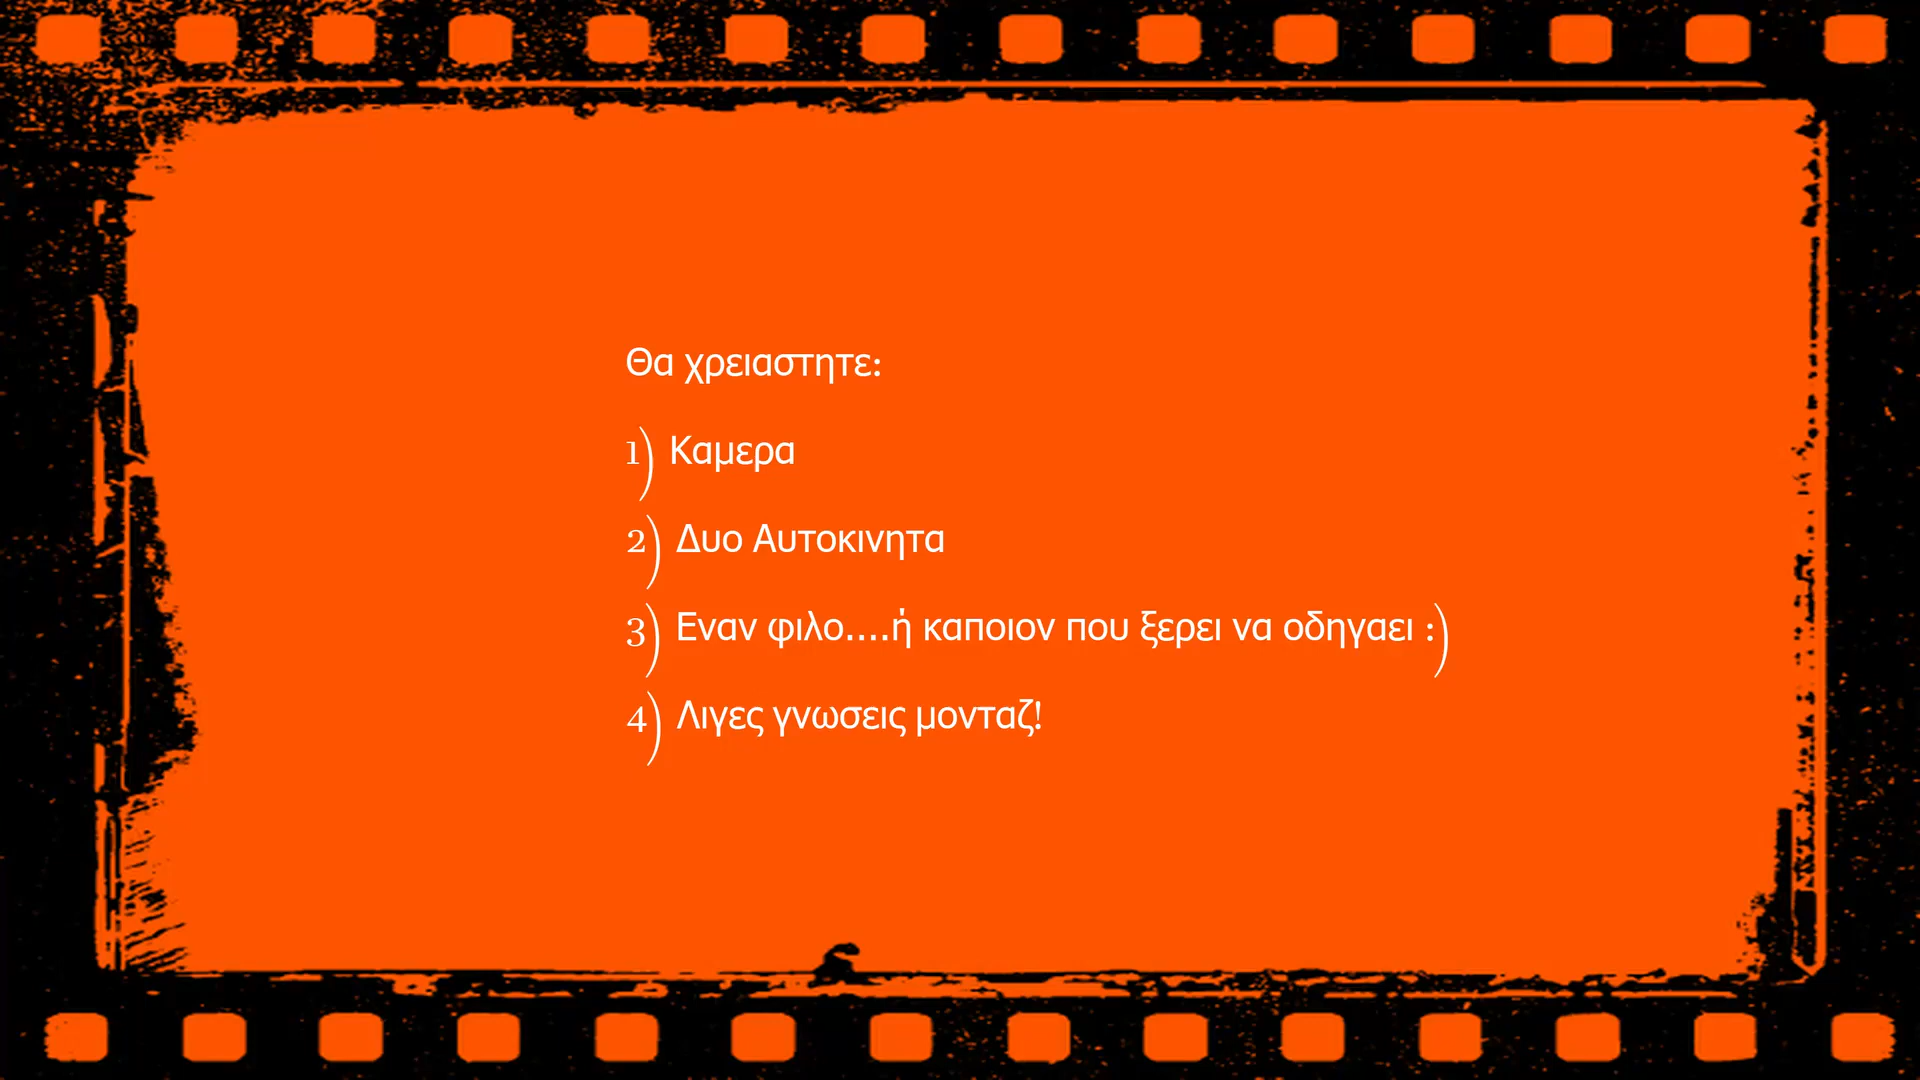 Θα χρειαστητε:
1) Καμερα
2) Δυο Αυτοκινητα
3) Εναν φιλο....ή καποιον που ξερει να οδηγαει :)
4) Λιγες γνωσεις μονταζ!